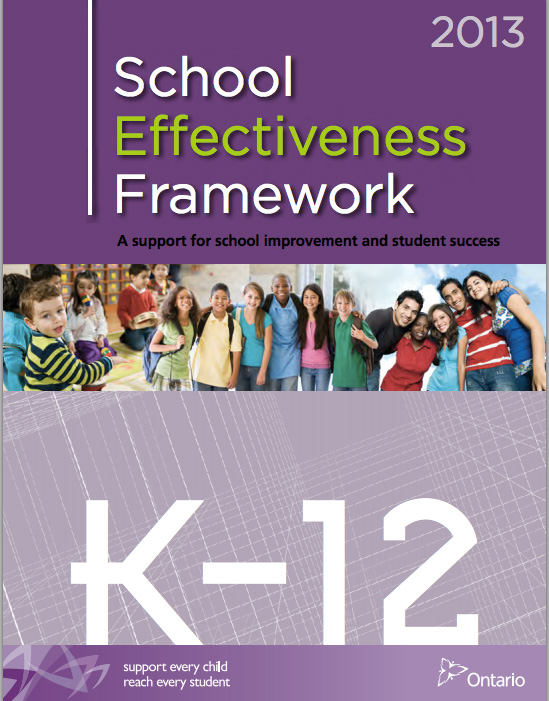 2013
School
Effectiveness
Framework
A support for school improvement and student success
K-12
support every child
reach every student
Ontario